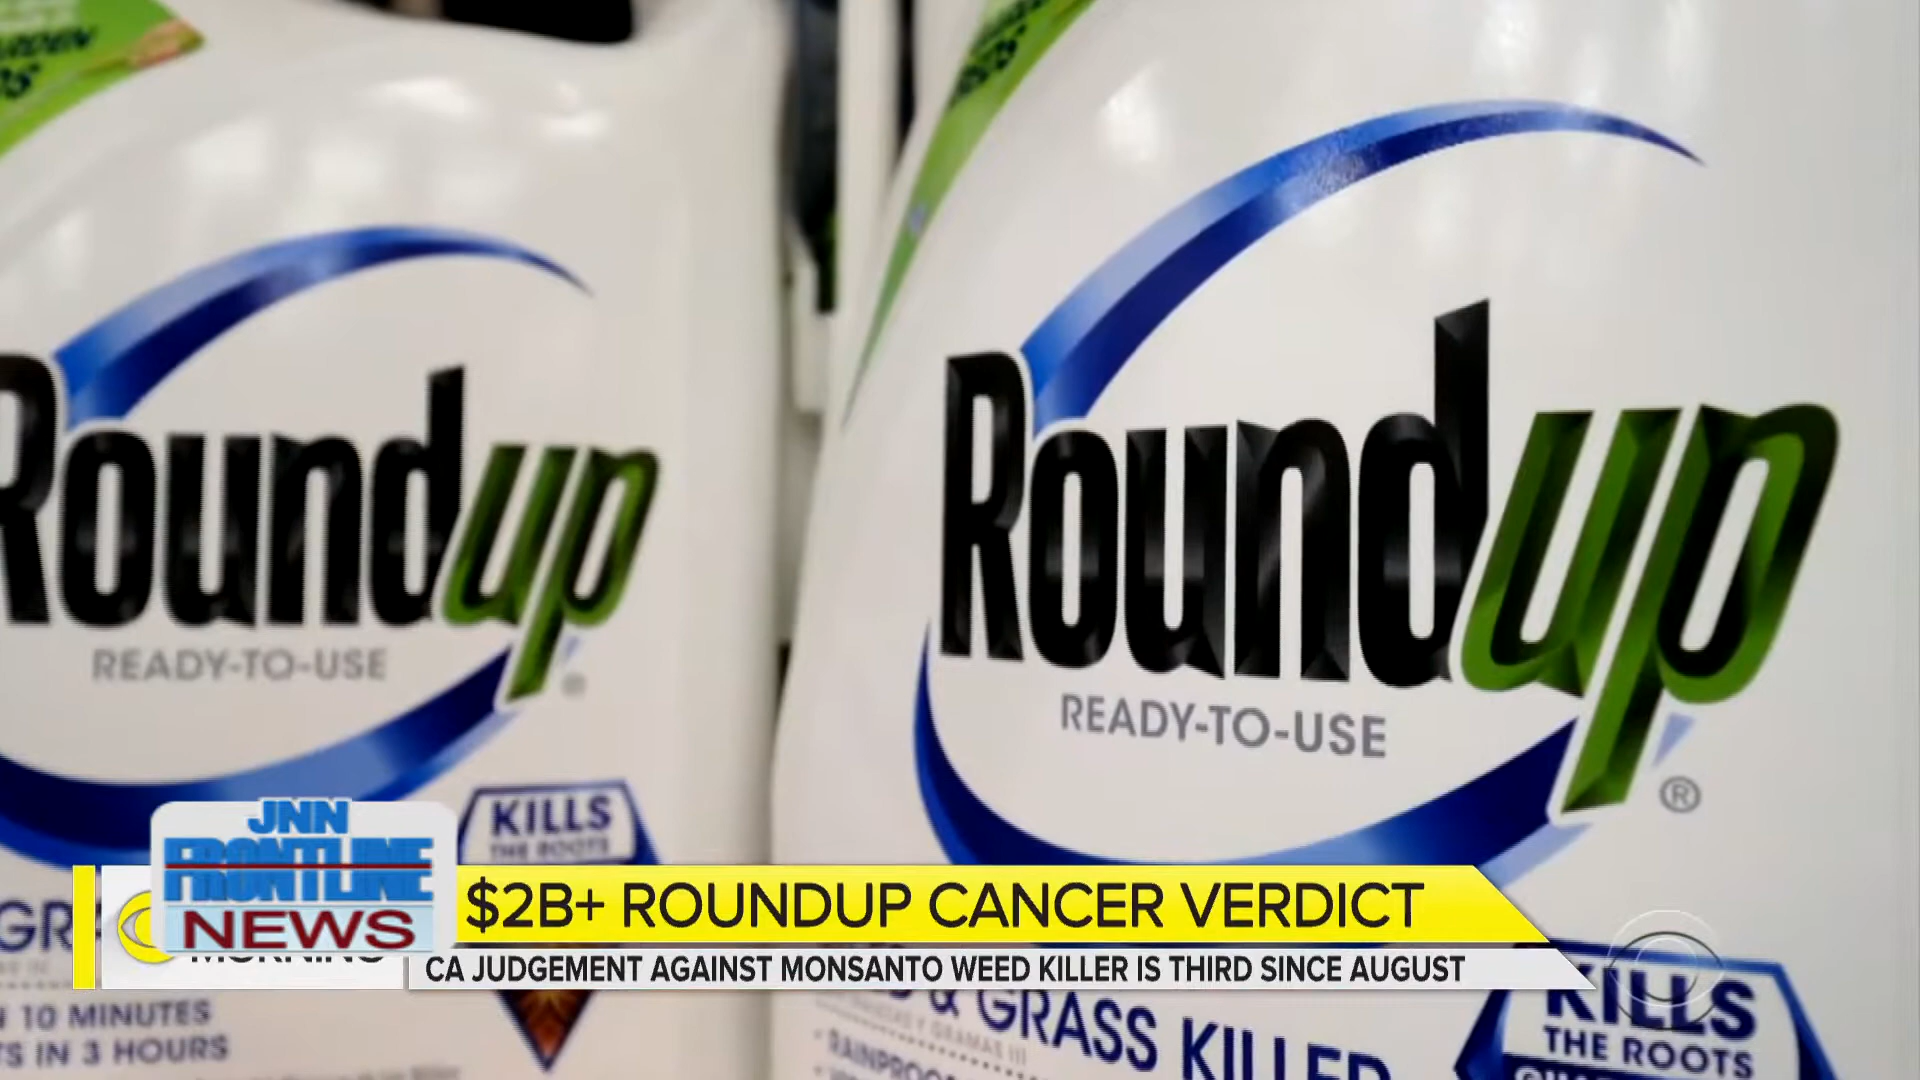 Roundup
READY-TO-USE
®
KILLS
THE ROOTS
10 MINUTES
IN 3 HOURS
Roundup
READY-TO-USE
®
& GRASS KILLER
KILLS
THE ROOTS
JNN
FRONTLINE
NEWS
MORNING
$2B+ ROUNDUP CANCER VERDICT
CA JUDGEMENT AGAINST MONSANTO WEED KILLER IS THIRD SINCE AUGUST